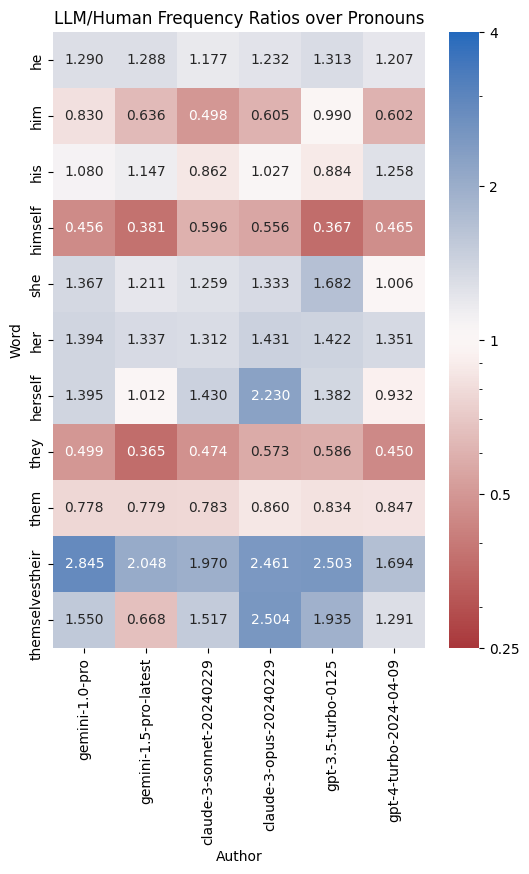 LLM/Human Frequency Ratios over Pronouns
he 1.290 1.288 1.177 1.232 1.313 1.207
him 0.830 0.636 0.498 0.605 0.990 0.602
his 1.080 1.147 0.862 1.027 0.884 1.258
himself 0.456 0.381 0.596 0.556 0.367 0.465
she 1.367 1.211 1.259 1.333 1.682 1.006
her 1.394 1.337 1.312 1.431 1.422 1.351
herself 1.395 1.012 1.430 2.230 1.382 0.932
they 0.499 0.365 0.474 0.573 0.586 0.450
them 0.778 0.779 0.783 0.860 0.834 0.847
their 2.845 2.048 1.970 2.461 2.503 1.694
themselves 1.550 0.668 1.517 2.504 1.935 1.291
Word
gemini-1.0-pro
gemini-1.5-pro-latest
claude-3-sonnet-20240229
claude-3-opus-20240229
gpt-3.5-turbo-0125
gpt-4-turbo-2024-04-09
Author
4
2
1
0.5
0.25